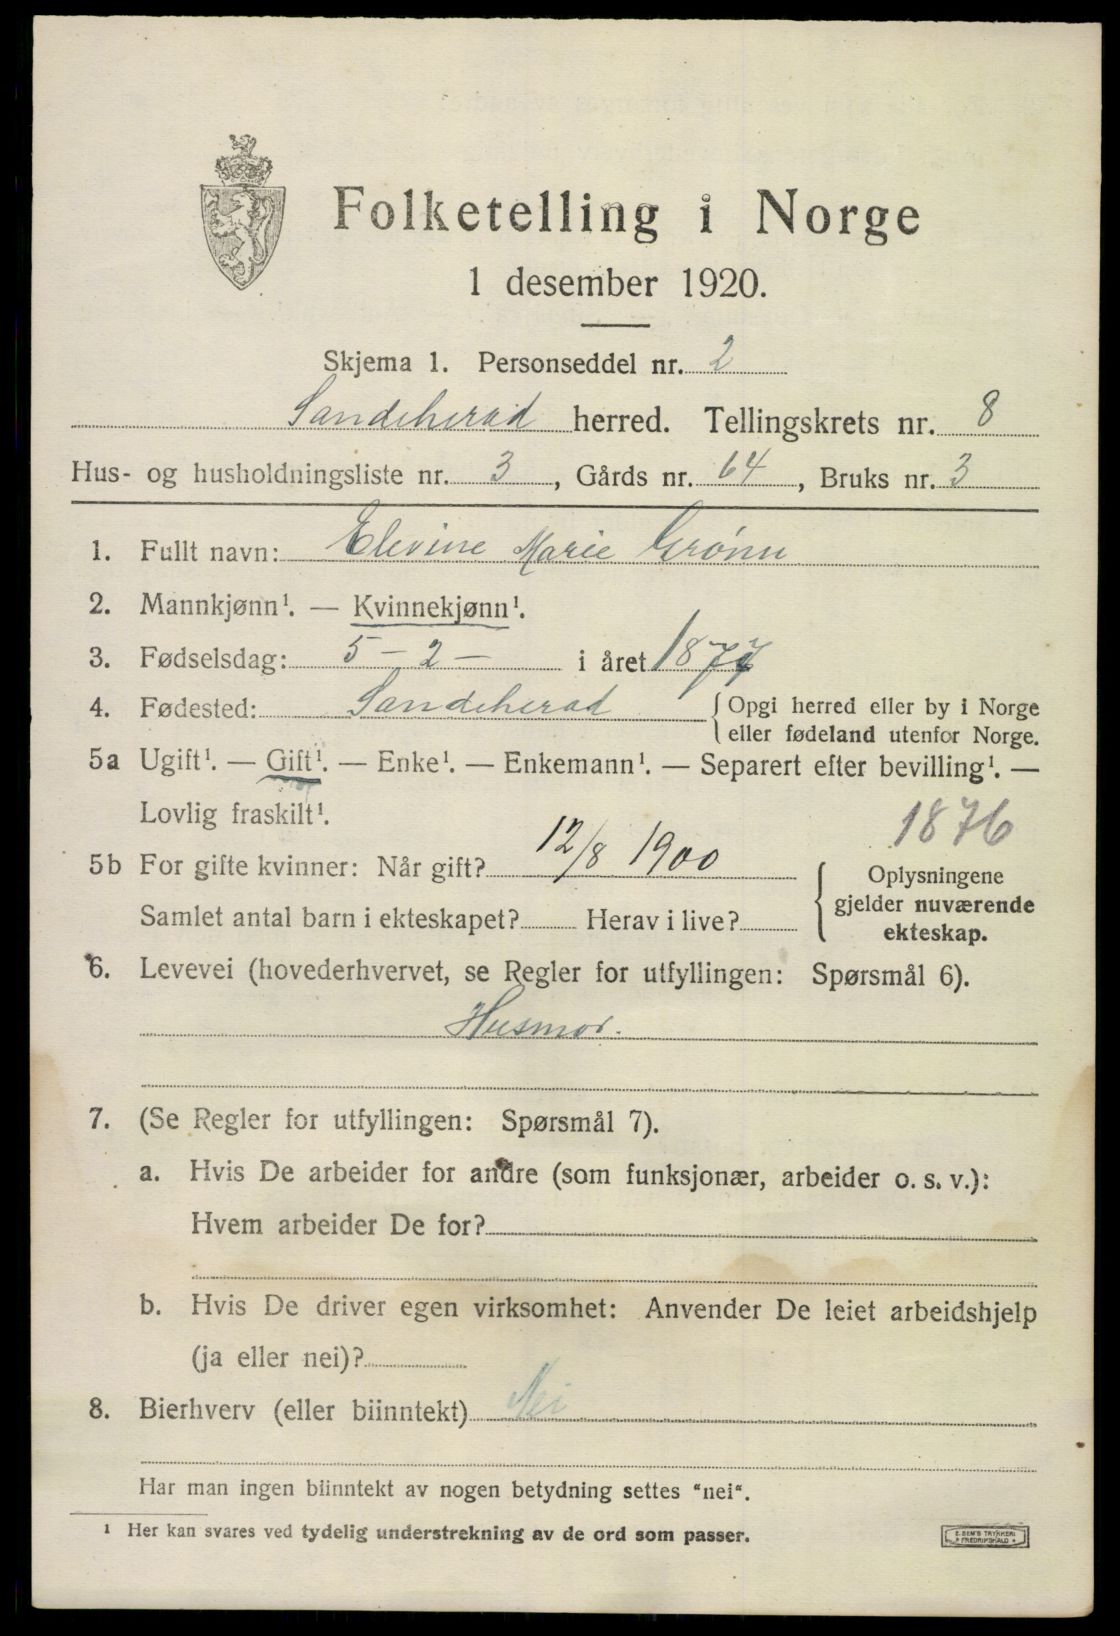 Folketelling i Norge
1 desember 1920.
Skjema 1. Personseddel nr. 2
Sandeherad herred. Tellingskrets nr. 8
Hus- og husholdningsliste nr. 3, Gårds nr. 64, Bruks nr. 3
1. Fullt navn: Elevine Marie Grønn
2. Mannkjønn¹. — Kvinnekjønn¹.
3. Fødselsdag: 5 - 2 - i året 1877
4. Fødested: Sandeherad { Opgi herred eller by i Norge
eller fødeland utenfor Norge.
5a Ugift¹. — Gift¹. — Enke¹. — Enkemann¹. — Separert efter bevilling¹. —
Lovlig fraskilt¹.
1876
5b For gifte kvinner: Når gift? 12/8 1900
Samlet antal barn i ekteskapet? Herav i live?
{ Oplysningene
gjelder nuværende
ekteskap.
6. Levevei (hovederhvervet, se Regler for utfyllingen: Spørsmål 6).
Husmor.
7. (Se Regler for utfyllingen: Spørsmål 7).
a. Hvis De arbeider for andre (som funksjonær, arbeider o. s. v.):
Hvem arbeider De for?
b. Hvis De driver egen virksomhet: Anvender De leiet arbeidshjelp
(ja eller nei)?
8. Bierhverv (eller biinntekt) Nei
Har man ingen biinntekt av nogen betydning settes "nei".
¹ Her kan svares ved tydelig understrekning av de ord som passer.
E. SEM'S TRYKKERI
FREDRIKSHALD